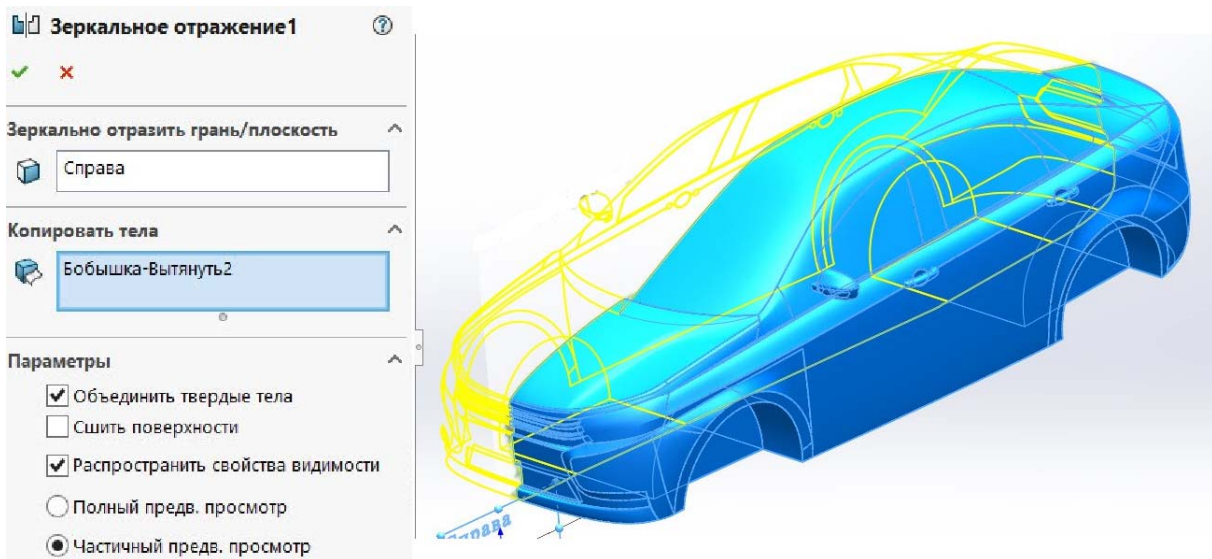 Зеркальное отражение1
Зеркально отразить грань/плоскость
Справа
Копировать тела
Бобышка-Вытянуть2
Параметры
Объединить твердые тела
Сшить поверхности
Распространить свойства видимости
Полный предв. просмотр
Частичный предв. просмотр
Справа